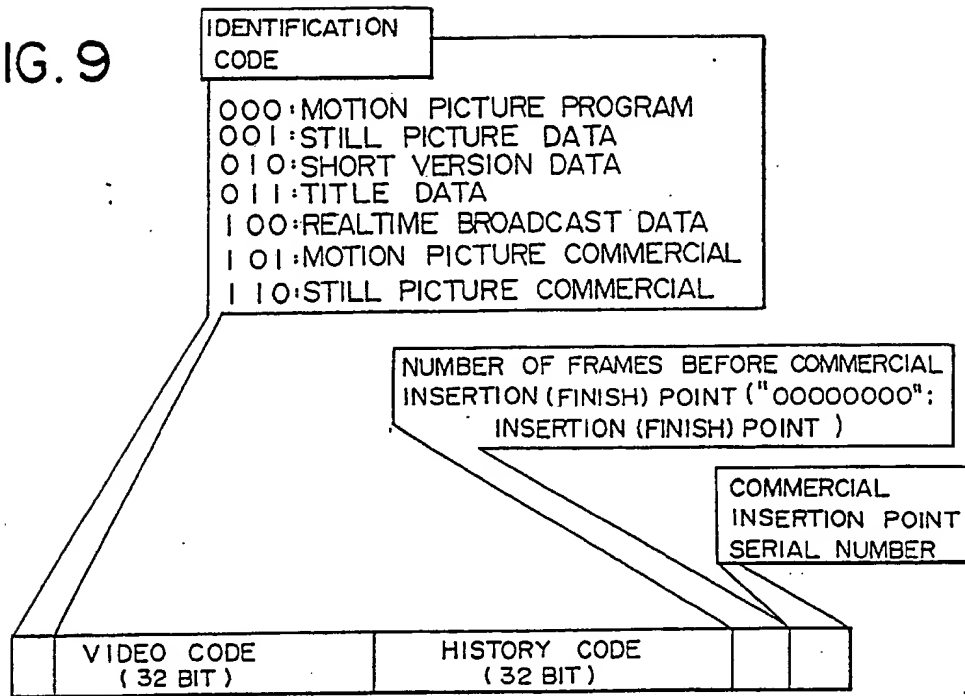 IG. 9
IDENTIFICATION
CODE
000:MOTION PICTURE PROGRAM
001:STILL PICTURE DATA
010:SHORT VERSION DATA
011:TITLE DATA
100:REALTIME BROADCAST DATA
101:MOTION PICTURE COMMERCIAL
110:STILL PICTURE COMMERCIAL
NUMBER OF FRAMES BEFORE COMMERCIAL
INSERTION (FINISH) POINT ("00000000":
INSERTION (FINISH) POINT )
COMMERCIAL
INSERTION POINT
SERIAL NUMBER
VIDEO CODE
(32 BIT)
HISTORY CODE
(32 BIT)